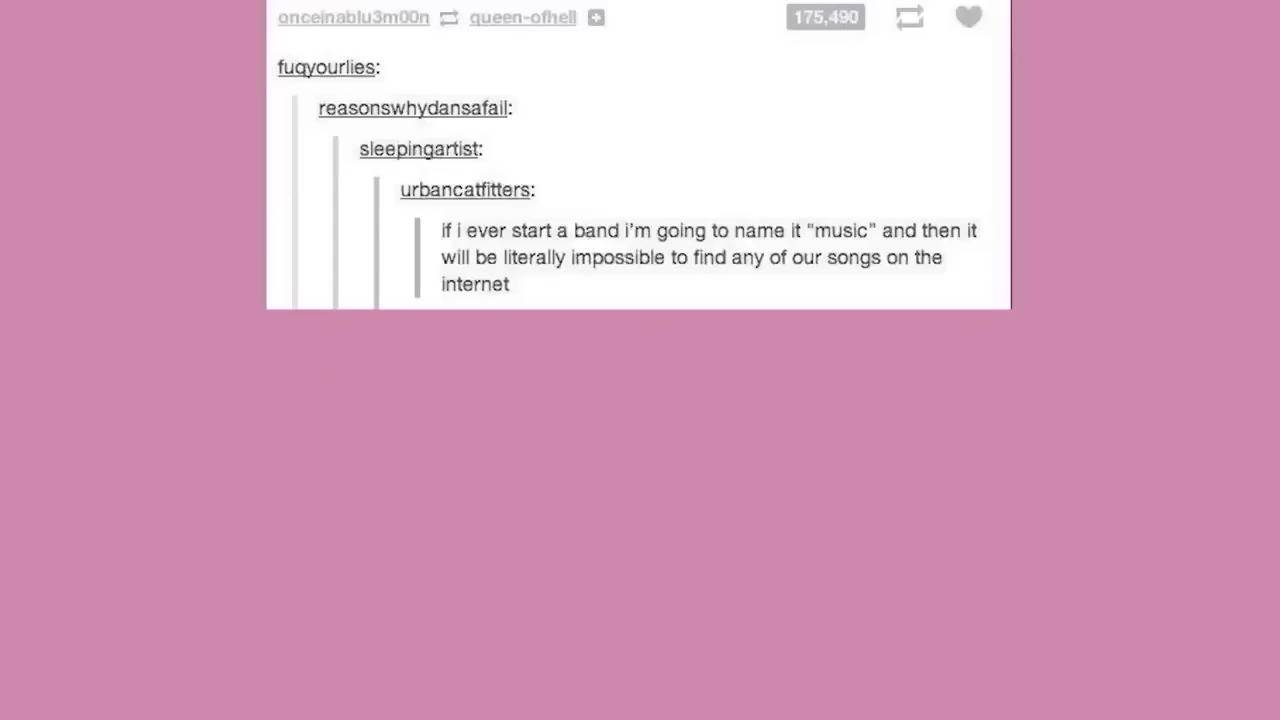 onceinablu3m00n queen-ofhell 175,490
fuqyourlies:
reasonswhydansafail:
sleepingartist:
urbancatfitters:
if i ever start a band i’m going to name it “music” and then it
will be literally impossible to find any of our songs on the
internet